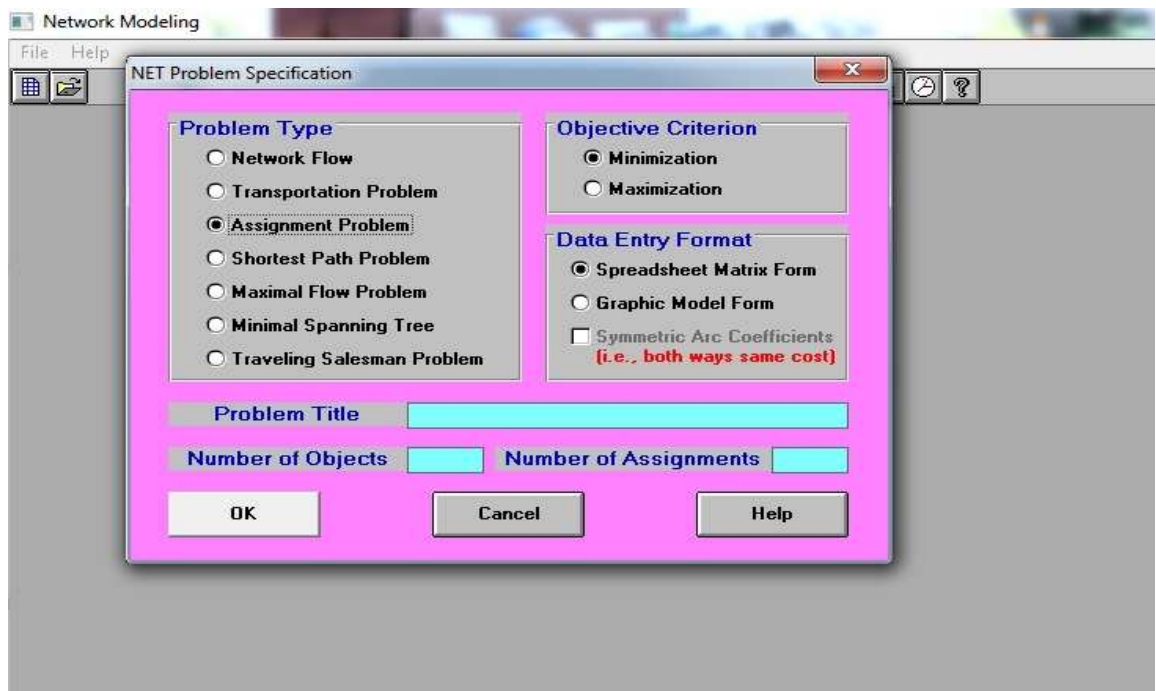 Network Modeling
File Help
NET Problem Specification
Problem Type
Network Flow
Transportation Problem
Assignment Problem
Shortest Path Problem
Maximal Flow Problem
Minimal Spanning Tree
Traveling Salesman Problem
Objective Criterion
Minimization
Maximization
Data Entry Format
Spreadsheet Matrix Form
Graphic Model Form
Symmetric Arc Coefficients
(i.e., both ways same cost)
Problem Title
Number of Objects
Number of Assignments
OK
Cancel
Help